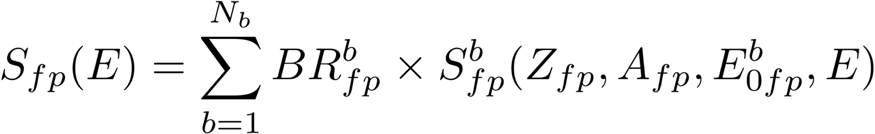 S_{fp}(E) = \sum_{b=1}^{N_b} BR_{fp}^{b} \times S_{fp}^{b}(Z_{fp}, A_{fp}, E_{0fp}^{b}, E)